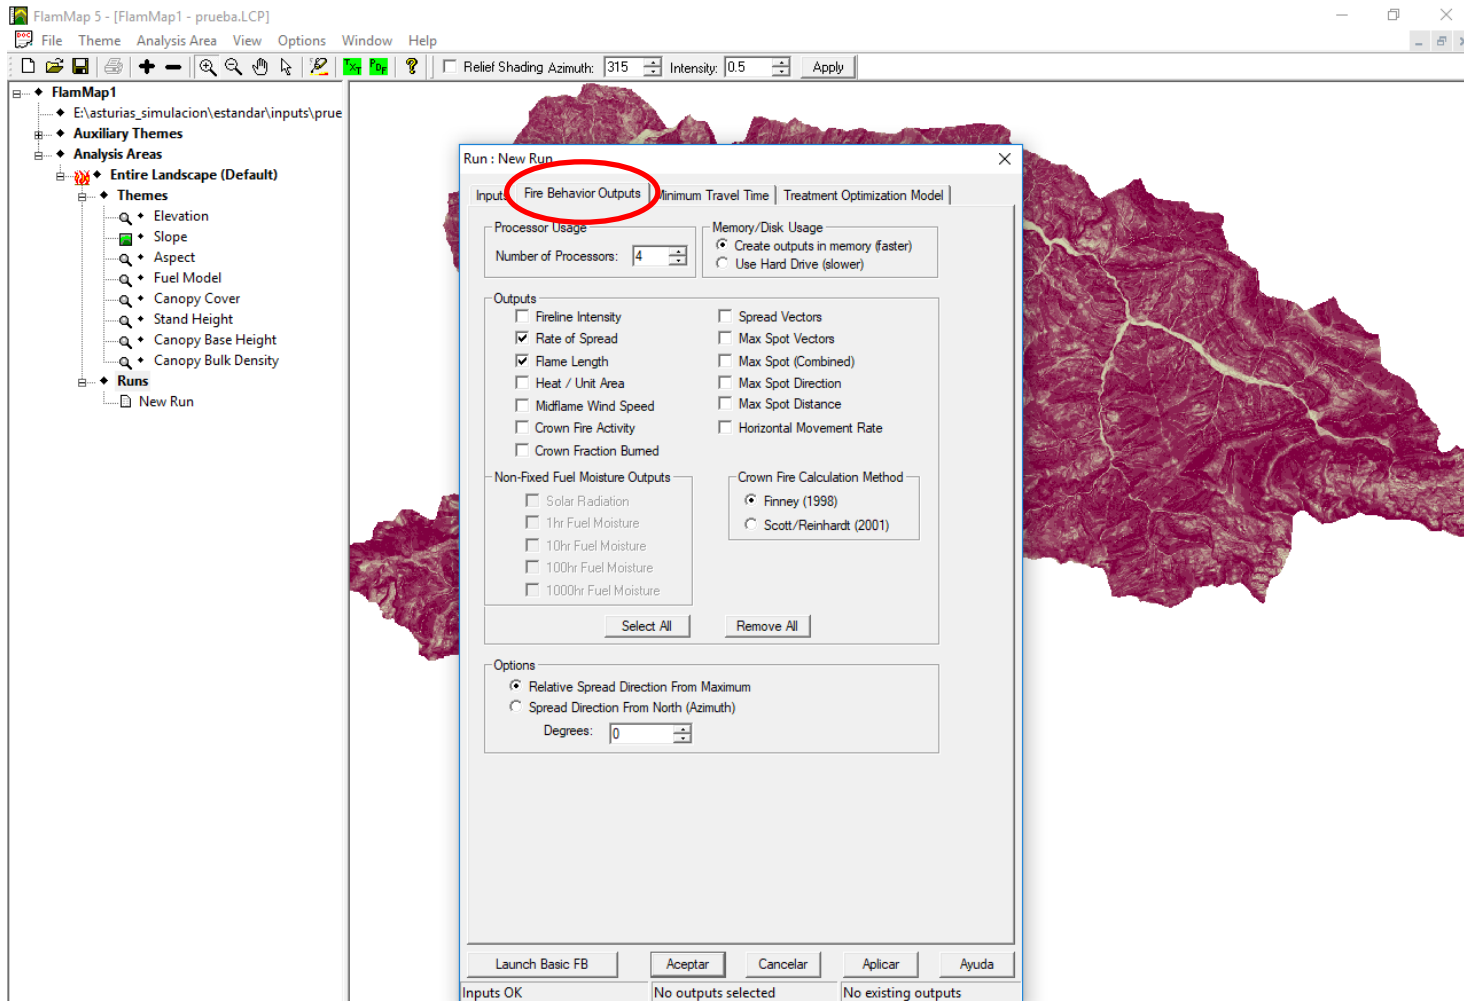 FlamMap 5 - [FlamMap1 - prueba.LCP]
File Theme Analysis Area View Options Window Help
TXT PDF ? Relief Shading Azimuth: 315 Intensity: 0.5 Apply
FlamMap1
E:\asturias_simulacion\estandar\inputs\prue
Auxiliary Themes
Analysis Areas
Entire Landscape (Default)
Themes
Elevation
Slope
Aspect
Fuel Model
Canopy Cover
Stand Height
Canopy Base Height
Canopy Bulk Density
Runs
New Run
Run : New Run
Inputs Fire Behavior Outputs Minimum Travel Time Treatment Optimization Model
Processor Usage
Number of Processors: 4
Memory/Disk Usage
Create outputs in memory (faster)
Use Hard Drive (slower)
Outputs
Fireline Intensity
Rate of Spread
Flame Length
Heat / Unit Area
Midflame Wind Speed
Crown Fire Activity
Crown Fraction Burned
Spread Vectors
Max Spot Vectors
Max Spot (Combined)
Max Spot Direction
Max Spot Distance
Horizontal Movement Rate
Non-Fixed Fuel Moisture Outputs
Solar Radiation
1hr Fuel Moisture
10hr Fuel Moisture
100hr Fuel Moisture
1000hr Fuel Moisture
Crown Fire Calculation Method
Finney (1998)
Scott/Reinhardt (2001)
Select All Remove All
Options
Relative Spread Direction From Maximum
Spread Direction From North (Azimuth)
Degrees: 0
Launch Basic FB Aceptar Cancelar Aplicar Ayuda
Inputs OK No outputs selected No existing outputs